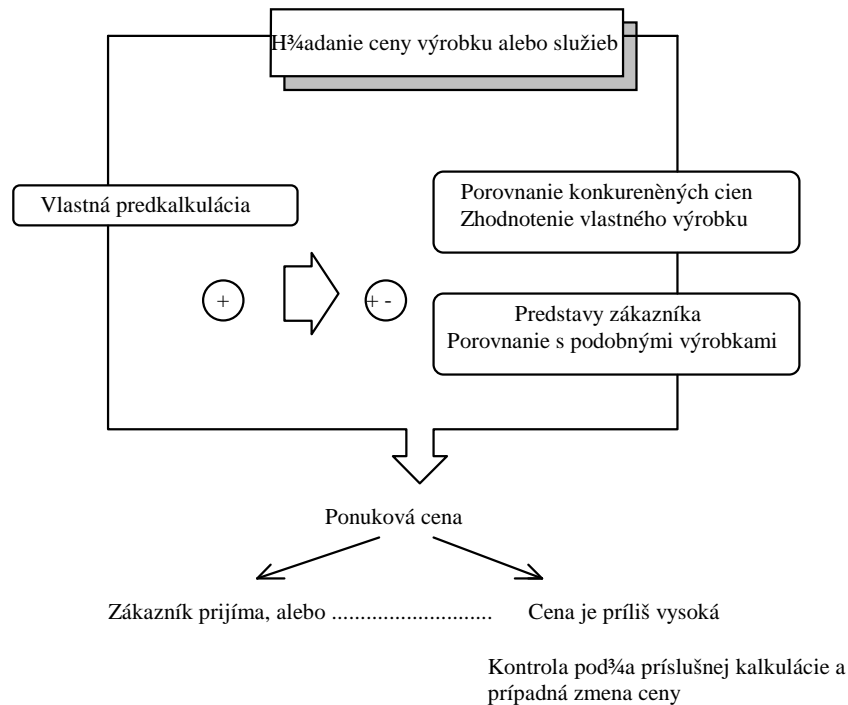 H¾adanie ceny výrobku alebo služieb
Vlastná predkalkulácia
Porovnanie konkurenèných cien
Zhodnotenie vlastného výrobku
+
+ -
Predstavy zákazníka
Porovnanie s podobnými výrobkami
Ponuková cena
Zákazník prijíma, alebo ...........................
Cena je príliš vysoká
Kontrola pod¾a príslušnej kalkulácie a
prípadná zmena ceny